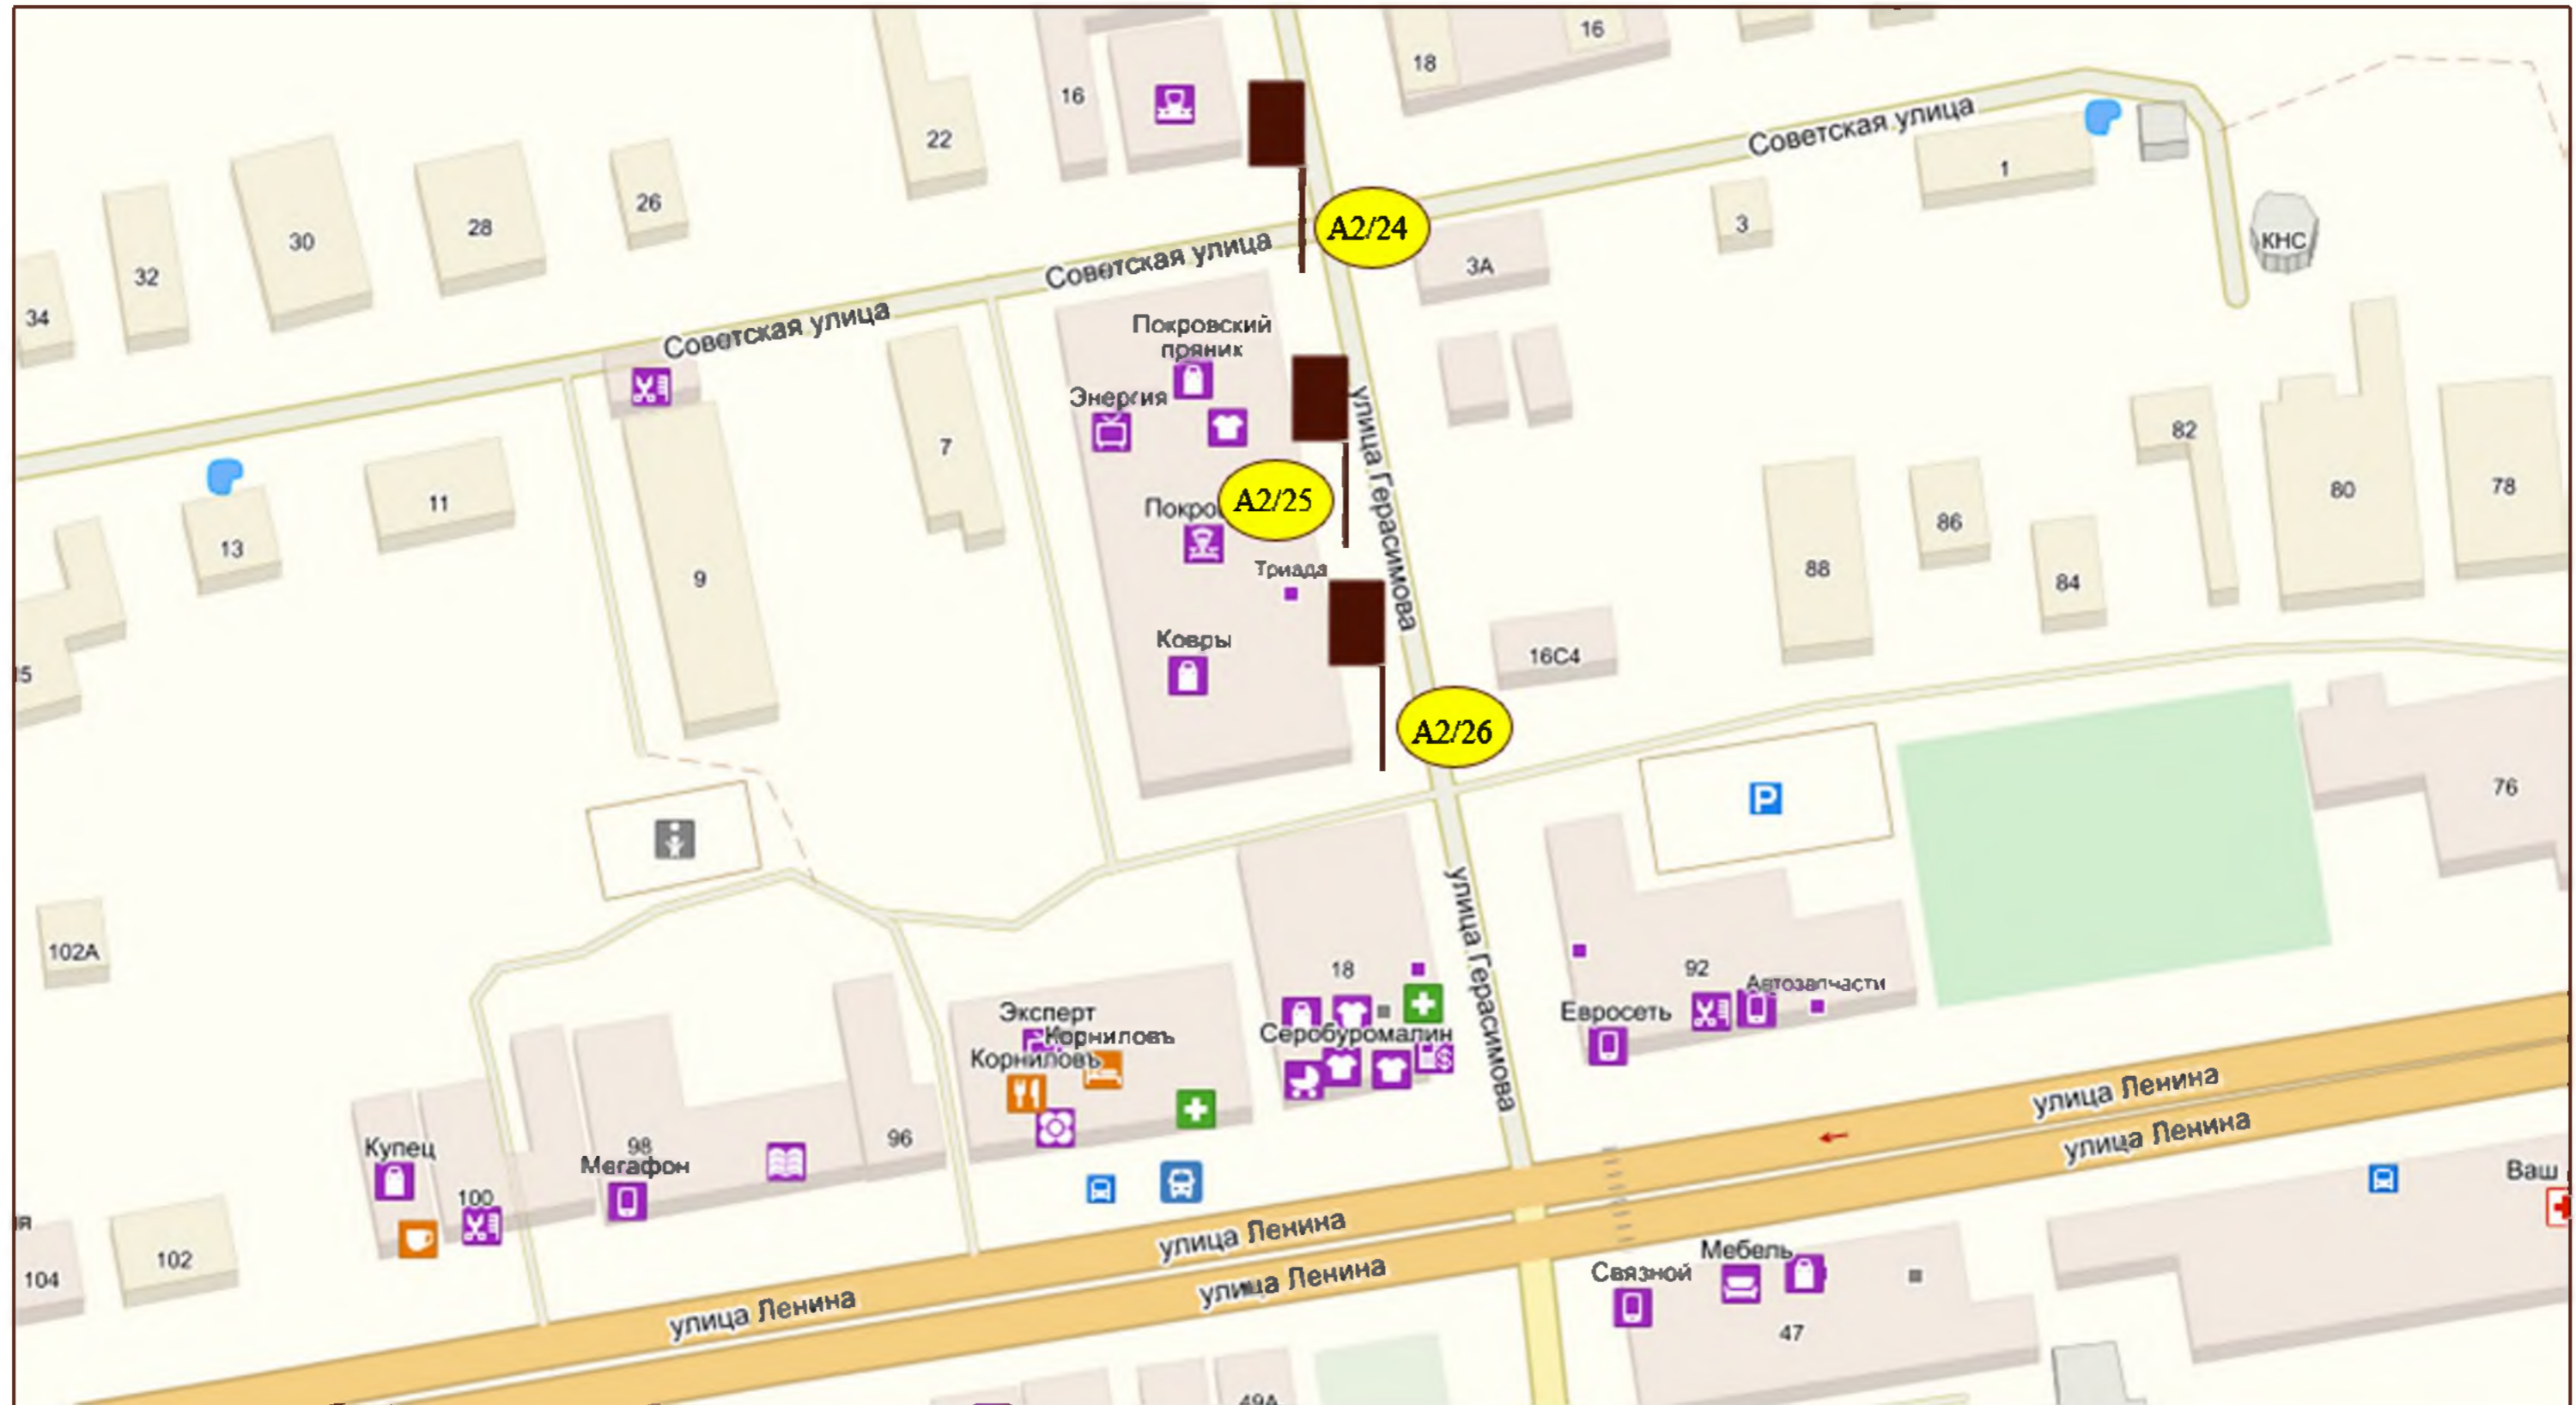 16
18
16
Советская улица
22
1
26
3
А2/24
30
28
КНС
Советская улица
3А
32
34
Советская улица
Покровский
пряник
Энергия
улица Герасимова
82
7
11
78
80
А2/25
86
13
Триада
88
9
84
Ковры
16С4
А2/26
76
улица Герасимова
102А
18
92
Автозапчасти
Эксперт
Евросеть
Корниловъ
Серобуромалин
Корниловъ
улица Ленина
96
улица Ленина
Купец
98
Мегафон
Ваш
100
улица Ленина
102
Мебель
104
Связной
улица Ленина
улица Ленина
47
49А